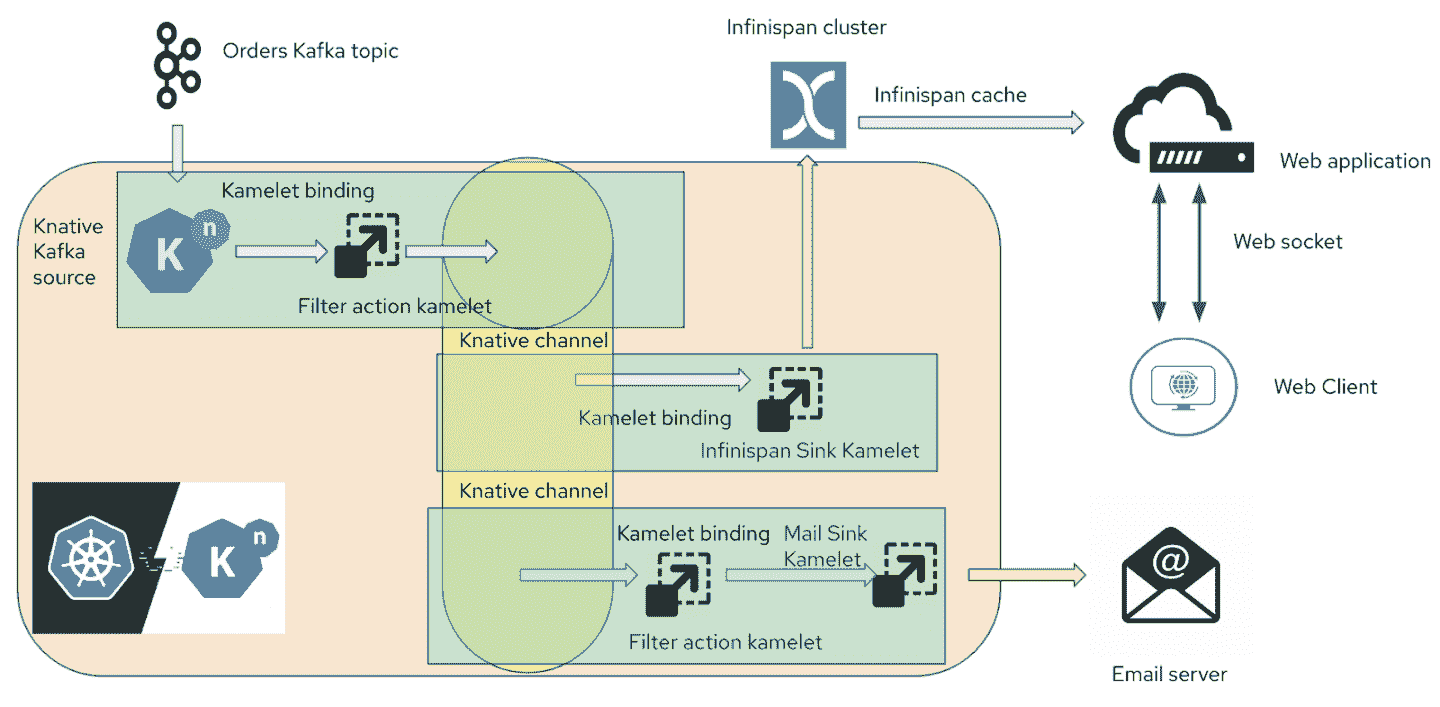 Orders Kafka topic
Infinispan cluster
Infinispan cache
Web application
Kamelet binding
Knative
Kafka
source
K
n
Filter action kamelet
Web socket
Knative channel
Kamelet binding
Infinispan Sink Kamelet
Web Client
Knative channel
Kamelet binding
Mail Sink
Kamelet
K
n
@
Filter action kamelet
Email server